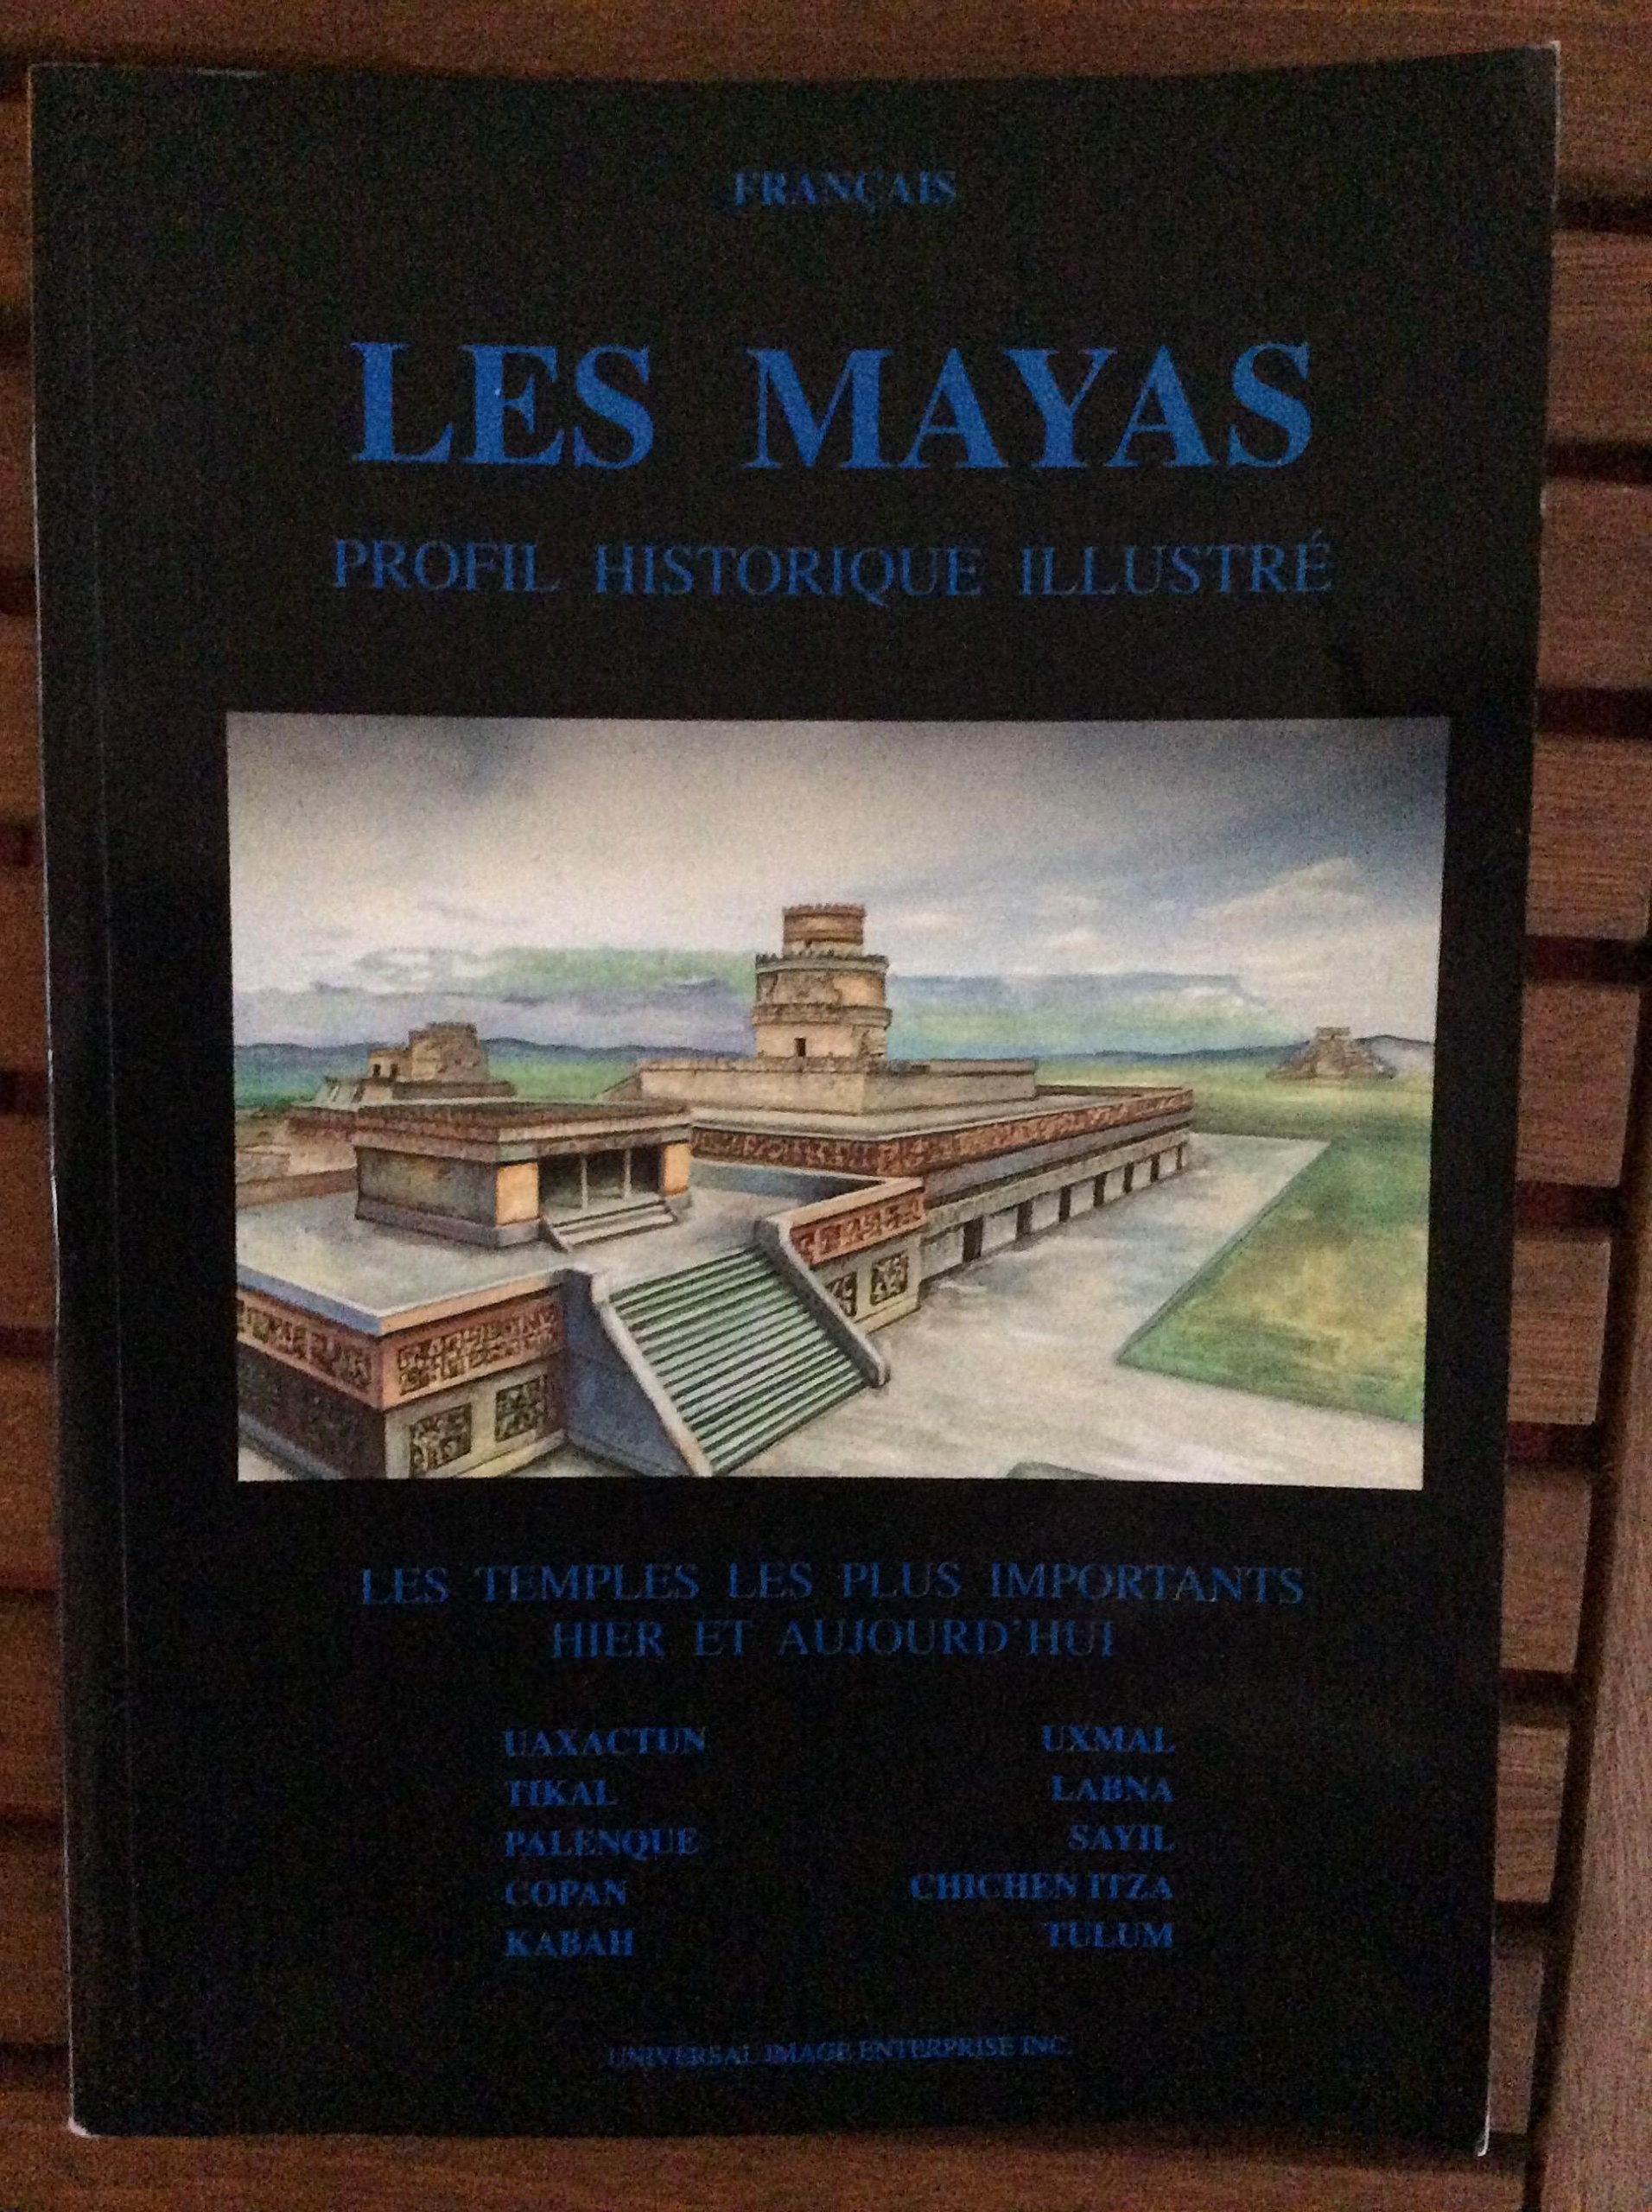 FRANÇAIS
LES MAYAS
PROFIL HISTORIQUE ILLUSTRÉ
LES TEMPLES LES PLUS IMPORTANTS
HIER ET AUJOURD'HUI
UAXACTUN
TIKAL
PALENQUE
COPAN
KABAH
UXMAL
LABNA
SAYIL
CHICHEN ITZA
TULUM
UNIVERSAL IMAGE ENTERPRISE INC.